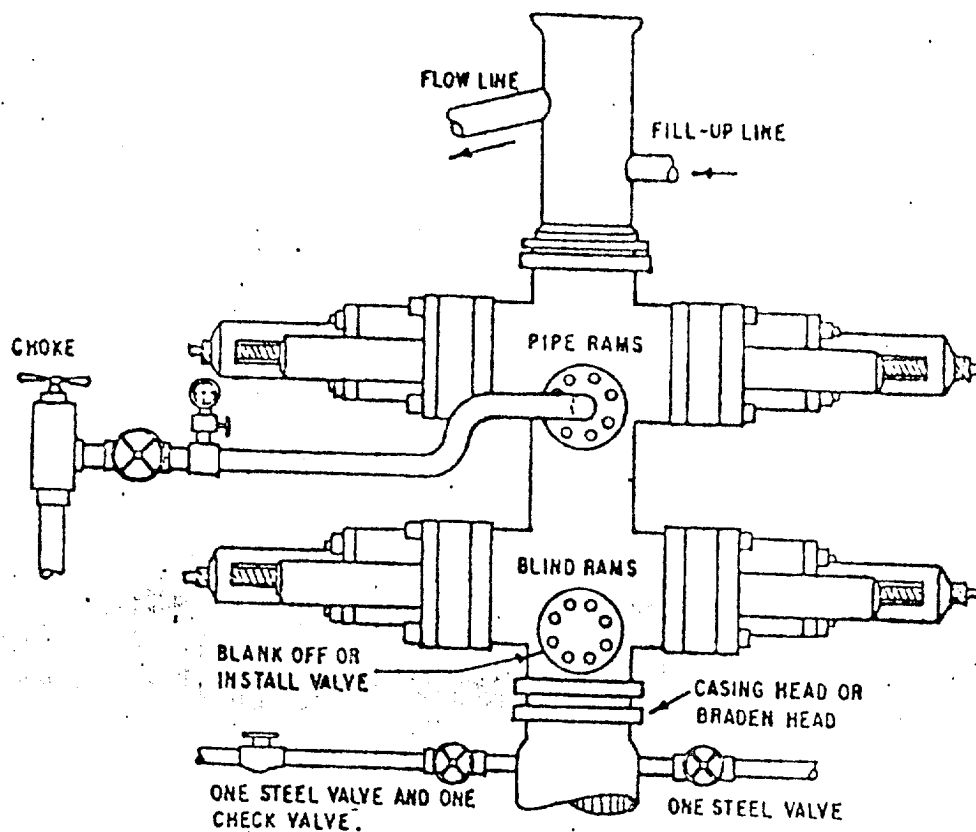 FLOW LINE
FILL-UP LINE
PIPE RAMS
CHOKE
BLIND RAMS
BLANK OFF OR
INSTALL VALVE
CASING HEAD OR
BRADEN HEAD
ONE STEEL VALVE AND ONE
CHECK VALVE.
ONE STEEL VALVE